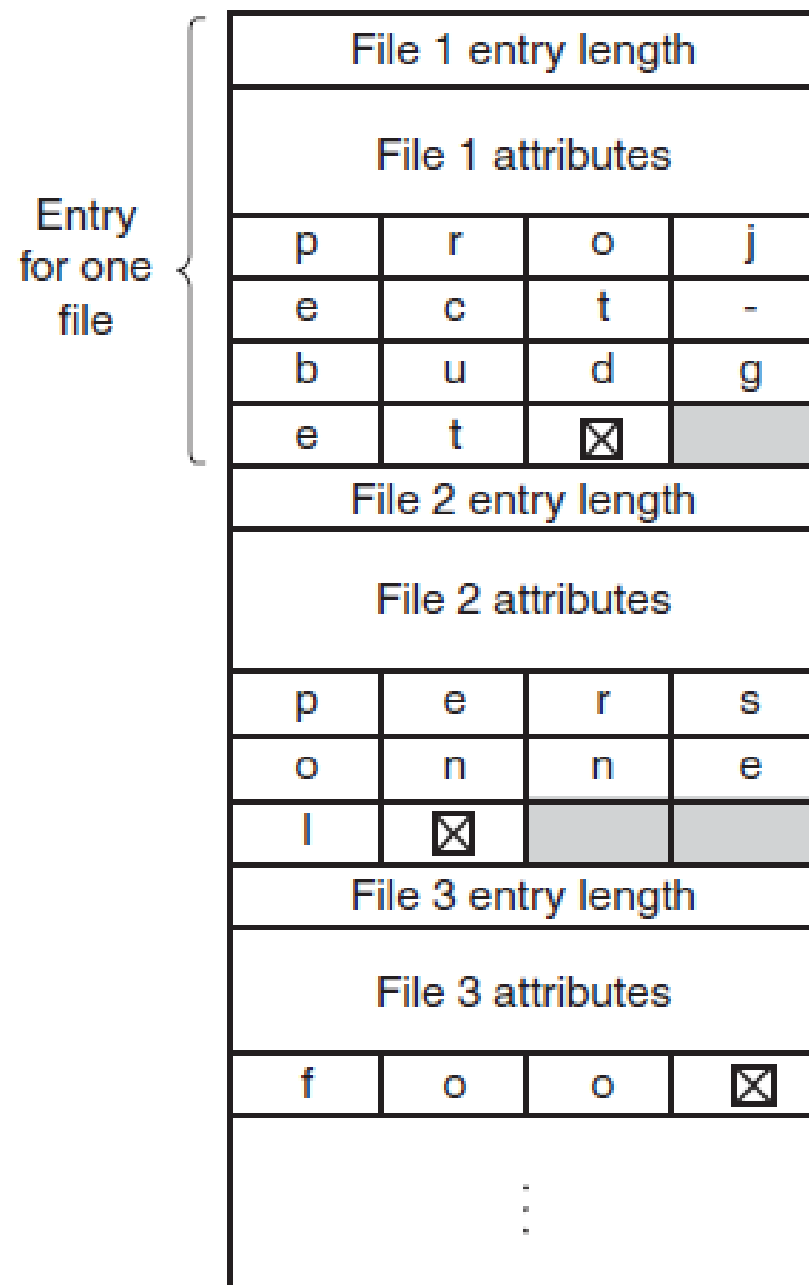 File 1 entry length
File 1 attributes
Entry
for one
file
p r o j
e c t -
b u d g
e t ☒
File 2 entry length
File 2 attributes
p e r s
o n n e
l ☒
File 3 entry length
File 3 attributes
f o o ☒
⋮